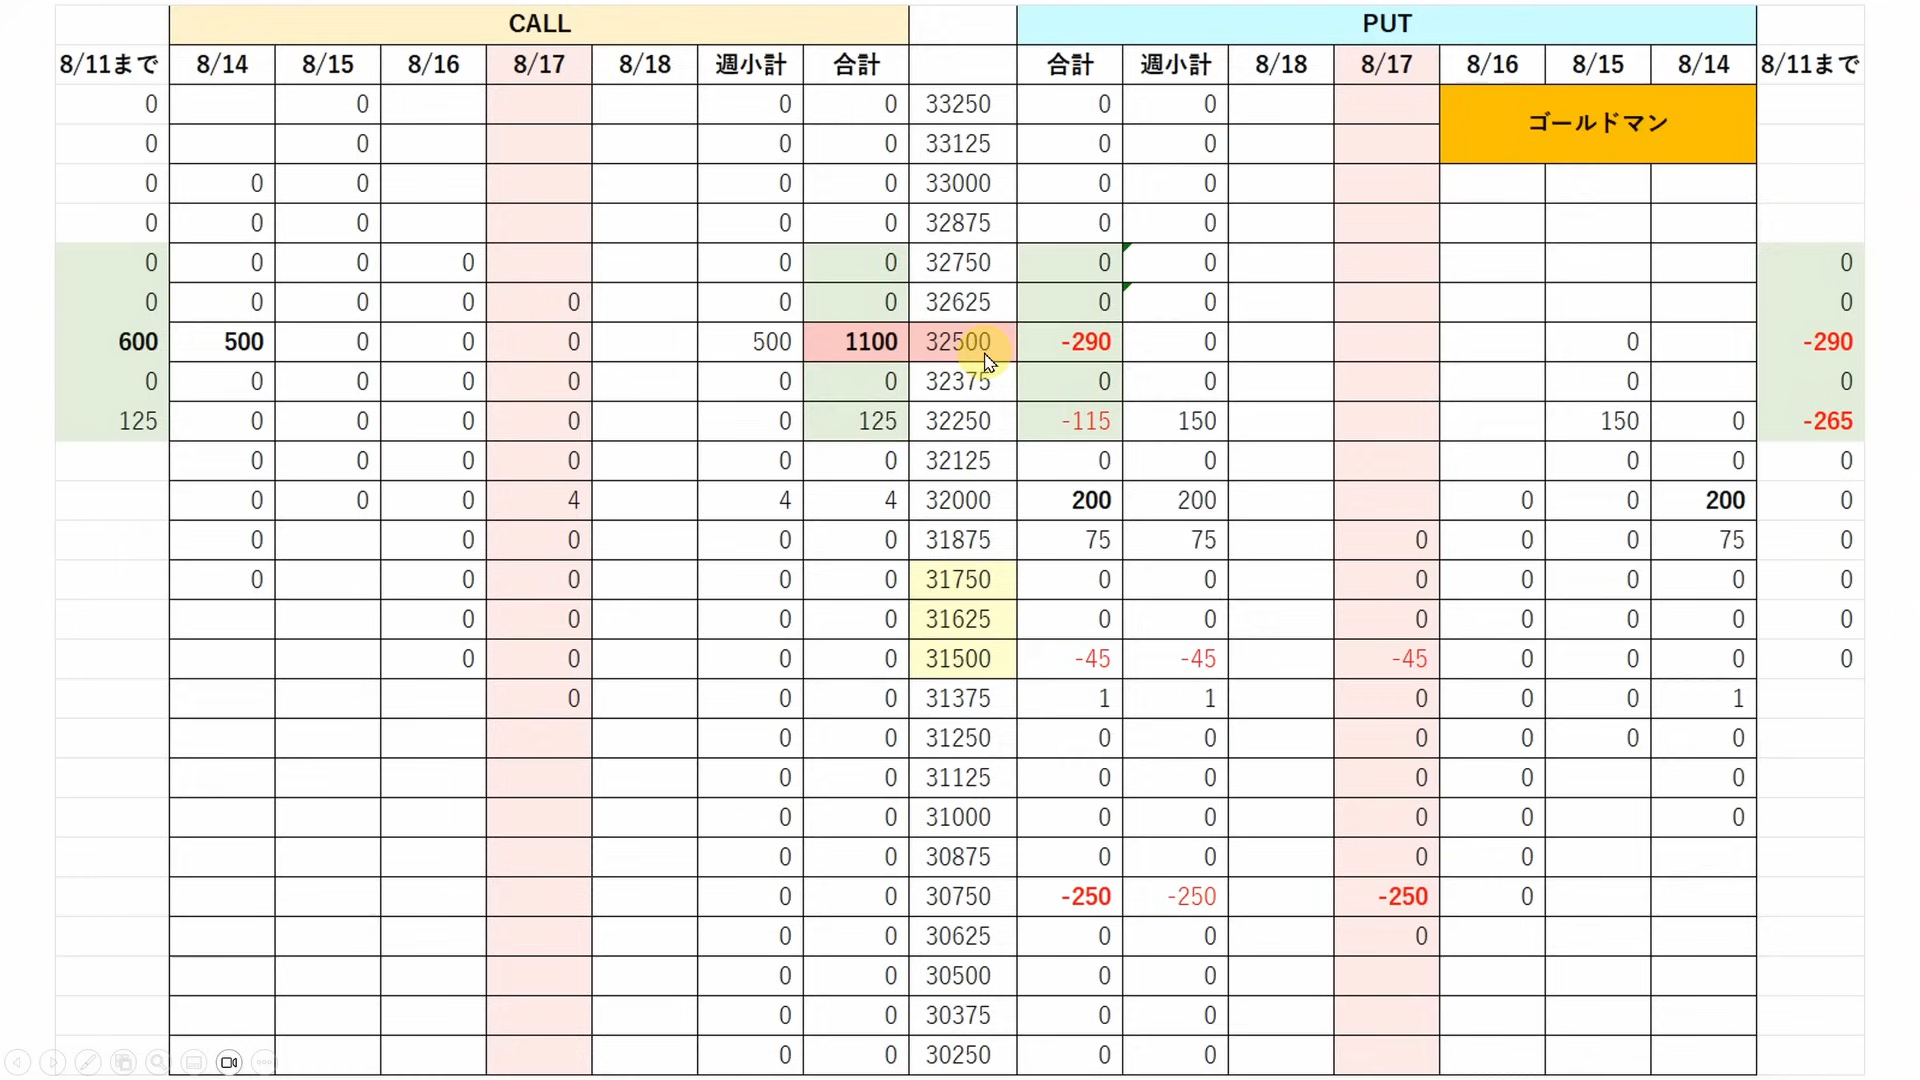 CALL PUT
8/11まで 8/14 8/15 8/16 8/17 8/18 週小計 合計 合計 週小計 8/18 8/17 8/16 8/15 8/14 8/11まで
0 0 0 0 33250 0 0 ゴールドマン
0 0 0 0 33125 0 0
0 0 0 0 0 33000 0 0
0 0 0 0 0 32875 0 0
0 0 0 0 0 0 32750 0 0 0
0 0 0 0 0 0 0 32625 0 0 0
600 500 0 0 0 500 1100 32500 -290 0 0 -290
0 0 0 0 0 0 0 32375 0 0 0 0
125 0 0 0 0 0 125 32250 -115 150 150 0 -265
0 0 0 0 0 0 32125 0 0 0 0 0
0 0 0 4 4 4 32000 200 200 0 0 200 0
0 0 0 0 0 31875 75 75 0 0 0 75 0
0 0 0 0 0 31750 0 0 0 0 0 0 0
0 0 0 0 31625 0 0 0 0 0 0 0
0 0 0 0 31500 -45 -45 -45 0 0 0 0
0 0 0 31375 1 1 0 0 0 1
0 0 31250 0 0 0 0 0 0
0 0 31125 0 0 0 0 0
0 0 31000 0 0 0 0 0
0 0 30875 0 0 0 0
0 0 30750 -250 -250 -250 0
0 0 30625 0 0 0
0 0 30500 0 0
0 0 30375 0 0
0 0 30250 0 0